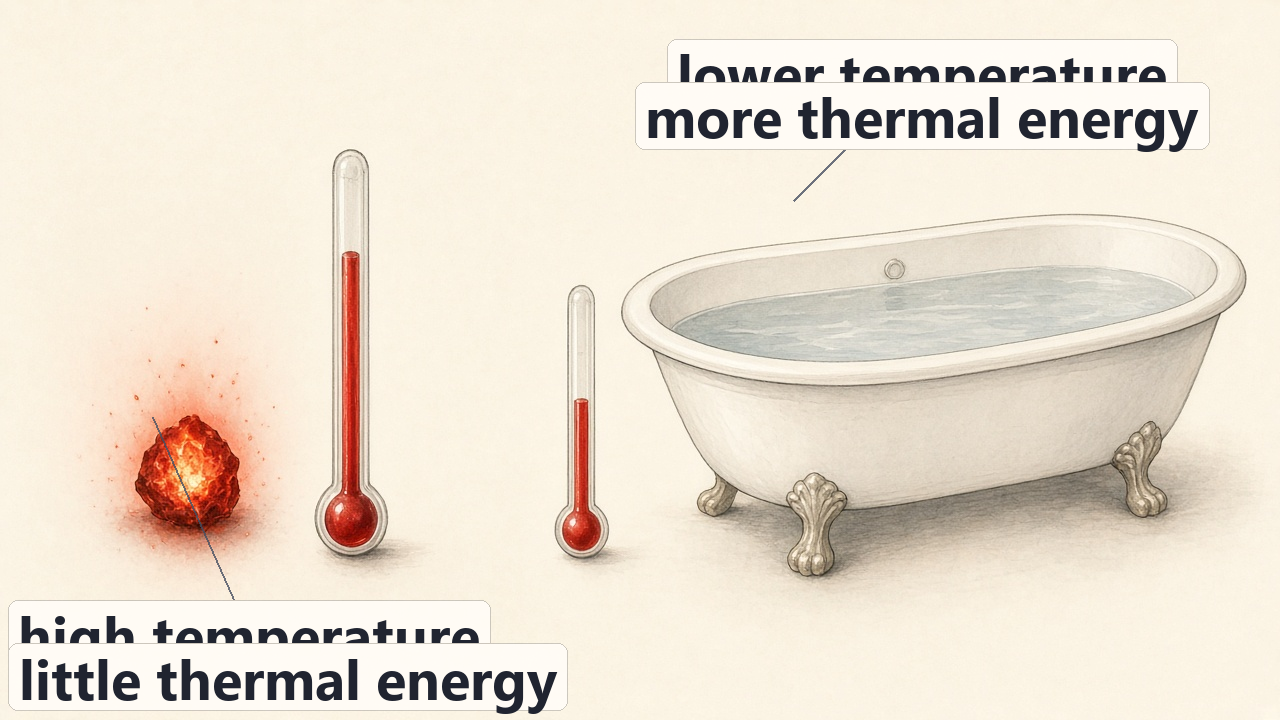 lower temperature
more thermal energy
high temperature
little thermal energy